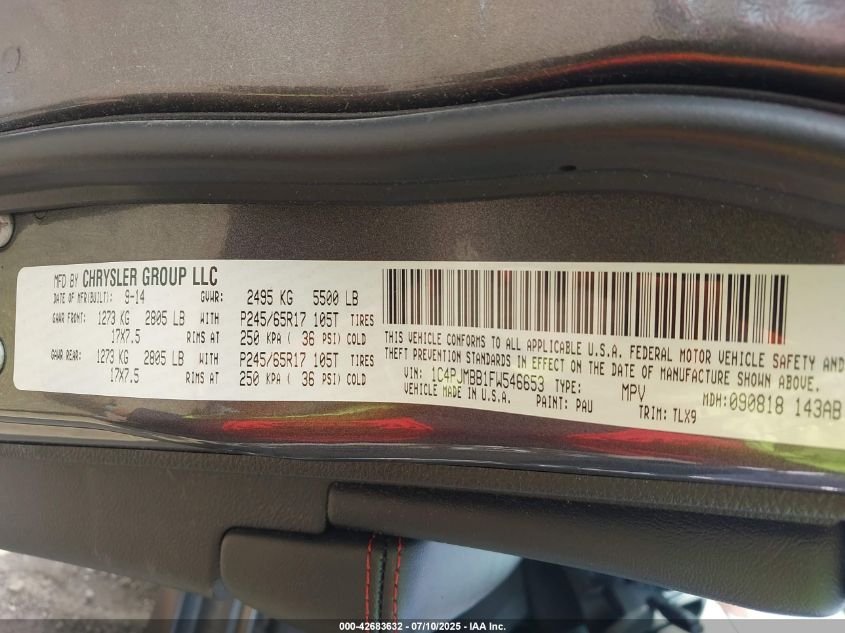 MFD BY CHRYSLER GROUP LLC
DATE OF MFR(BUILT): 9-14 GVWR: 2495 KG 5500 LB
GAWR FRONT: 1273 KG 2805 LB WITH P245/65R17 105T TIRES
17X7.5 RIMS AT 250 KPA ( 36 PSI) COLD
GAWR REAR: 1273 KG 2805 LB WITH P245/65R17 105T TIRES
17X7.5 RIMS AT 250 KPA ( 36 PSI) COLD
THIS VEHICLE CONFORMS TO ALL APPLICABLE U.S.A. FEDERAL MOTOR VEHICLE SAFETY AND
THEFT PREVENTION STANDARDS IN EFFECT ON THE DATE OF MANUFACTURE SHOWN ABOVE.
VIN: 1C4PJMBB1FW546653 TYPE: MPV MDH:090818 143AB
VEHICLE MADE IN U.S.A. PAINT: PAU TRIM: TLX9
000-42683632 - 07/10/2025 - IAA Inc.